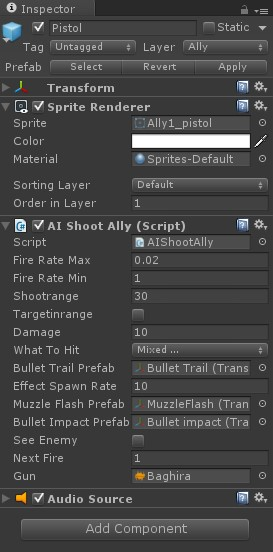 Inspector
Pistol Static
Tag Untagged Layer Ally
Prefab Select Revert Apply
Transform
Sprite Renderer
Sprite Ally1_pistol
Color
Material Sprites-Default
Sorting Layer Default
Order in Layer 1
AI Shoot Ally (Script)
Script AIShootAlly
Fire Rate Max 0.02
Fire Rate Min 1
Shootrange 30
Targetinrange
Damage 10
What To Hit Mixed ...
Bullet Trail Prefab Bullet Trail (Trans
Effect Spawn Rate 10
Muzzle Flash Prefab MuzzleFlash (Tran
Bullet Impact Prefab Bullet impact (Tra
See Enemy
Next Fire 1
Gun Baghira
Audio Source
Add Component